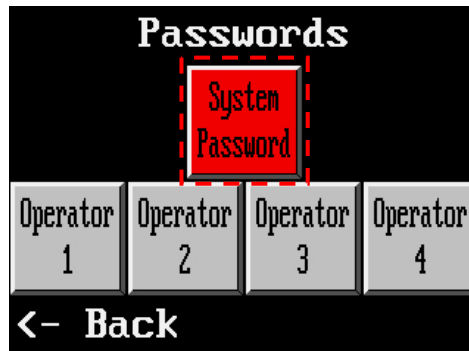 Passwords
System
Password
Operator Operator Operator Operator
1 2 3 4
<- Back